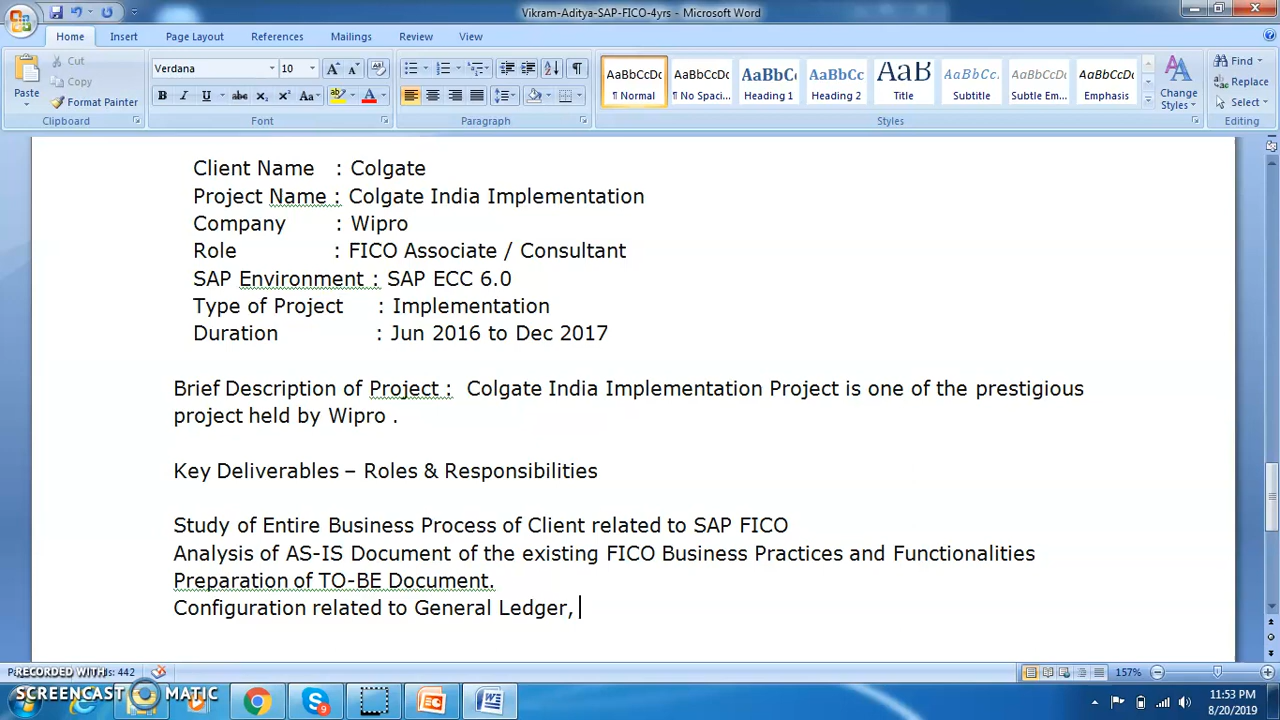 Vikram-Aditya-SAP-FICO-4yrs - Microsoft Word
Home Insert Page Layout References Mailings Review View
Paste Cut Copy Format Painter
Verdana 10
AaBbCcDc AaBbCcDc AaBbCc AaBbCc AaB AaBbCc. AaBbCcDc AaBbCcDc
¶ Normal ¶ No Spaci... Heading 1 Heading 2 Title Subtitle Subtle Em... Emphasis
Change Styles
Find Replace Select
Clipboard Font Paragraph Styles Editing
Client Name : Colgate
Project Name : Colgate India Implementation
Company : Wipro
Role : FICO Associate / Consultant
SAP Environment : SAP ECC 6.0
Type of Project : Implementation
Duration : Jun 2016 to Dec 2017
Brief Description of Project : Colgate India Implementation Project is one of the prestigious
project held by Wipro .
Key Deliverables – Roles & Responsibilities
Study of Entire Business Process of Client related to SAP FICO
Analysis of AS-IS Document of the existing FICO Business Practices and Functionalities
Preparation of TO-BE Document.
Configuration related to General Ledger,
RECORDED WITH
SCREENCAST MATIC
442
157%
11:53 PM
8/20/2019